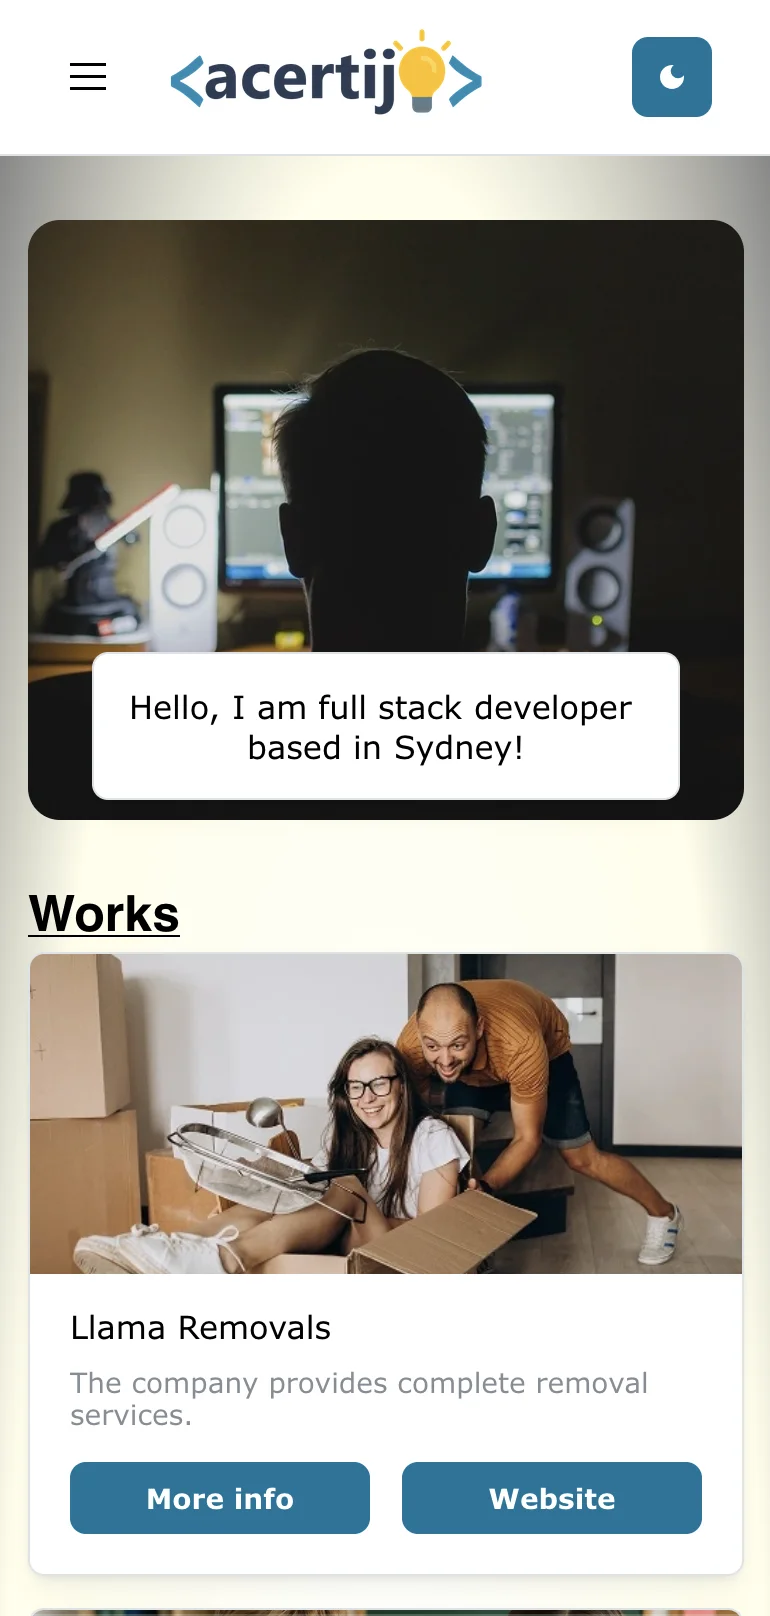 <acertij>
Hello, I am full stack developer
based in Sydney!
Works
Llama Removals
The company provides complete removal
services.
More info
Website